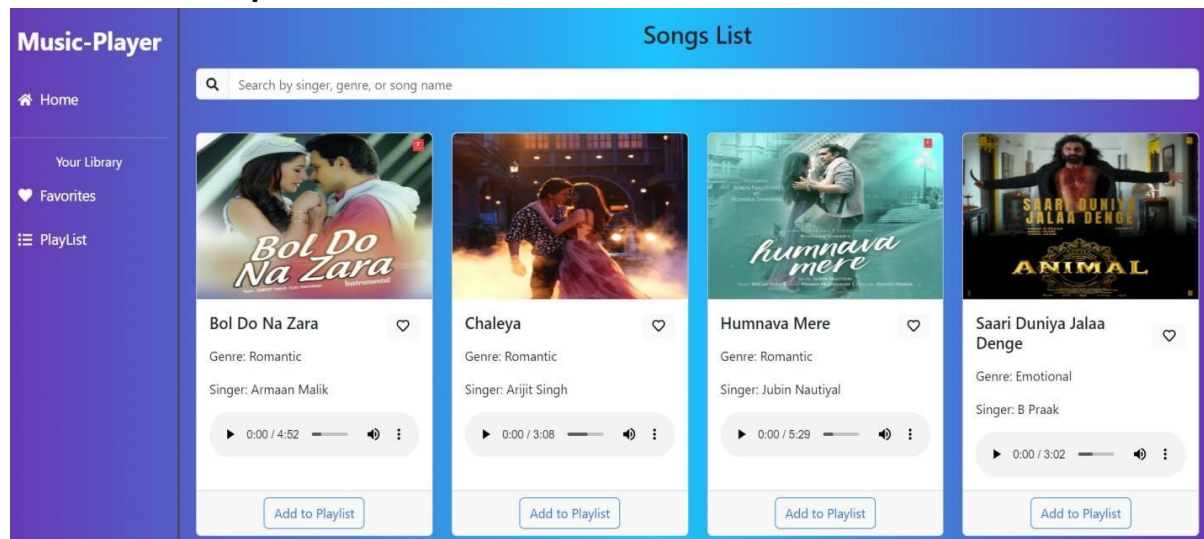 Music-Player
Home
Your Library
Favorites
PlayList
Songs List
Search by singer, genre, or song name
Bol Do
Na Zara
Instrumental
Bol Do Na Zara
Genre: Romantic
Singer: Armaan Malik
0:00 / 4:52
Add to Playlist
Chaleya
Genre: Romantic
Singer: Arijit Singh
0:00 / 3:08
Add to Playlist
JUBIN NAUTIYAL
humnava
mere
Humnava Mere
Genre: Romantic
Singer: Jubin Nautiyal
0:00 / 5:29
Add to Playlist
SAARI DUNIYA
JALAA DENGE
ANIMAL
Saari Duniya Jalaa
Denge
Genre: Emotional
Singer: B Praak
0:00 / 3:02
Add to Playlist